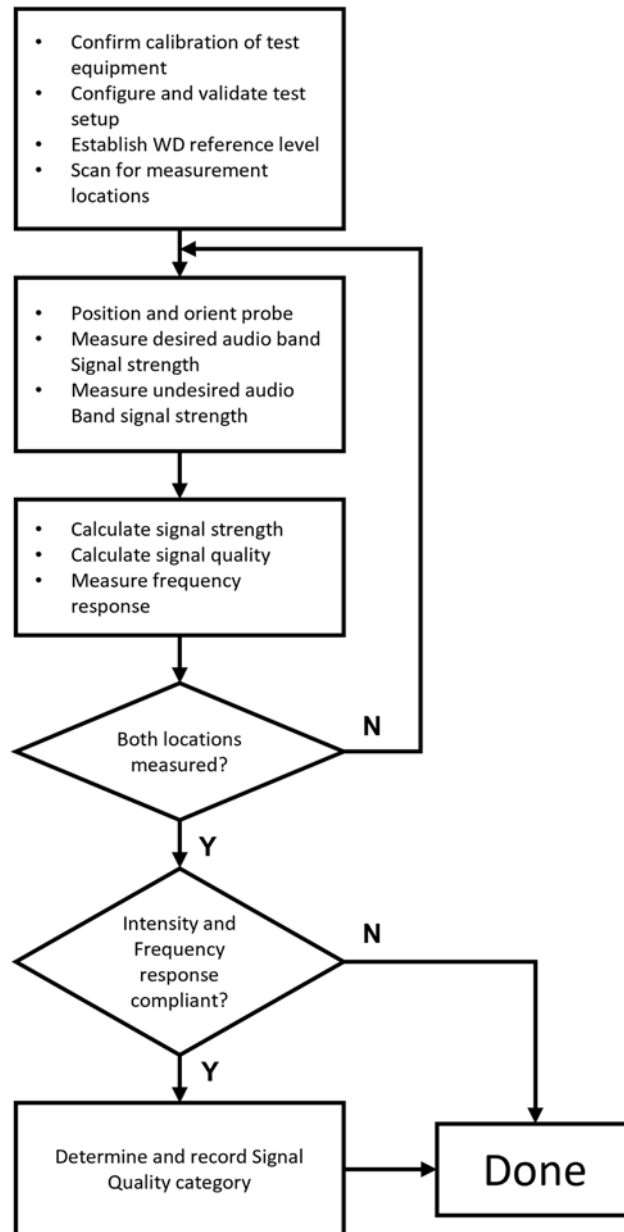 • Confirm calibration of test
equipment
• Configure and validate test
setup
• Establish WD reference level
• Scan for measurement
locations
• Position and orient probe
• Measure desired audio band
Signal strength
• Measure undesired audio
Band signal strength
• Calculate signal strength
• Calculate signal quality
• Measure frequency
response
Both locations
measured?
N
Y
Intensity and
Frequency
response
compliant?
N
Y
Determine and record Signal
Quality category
Done